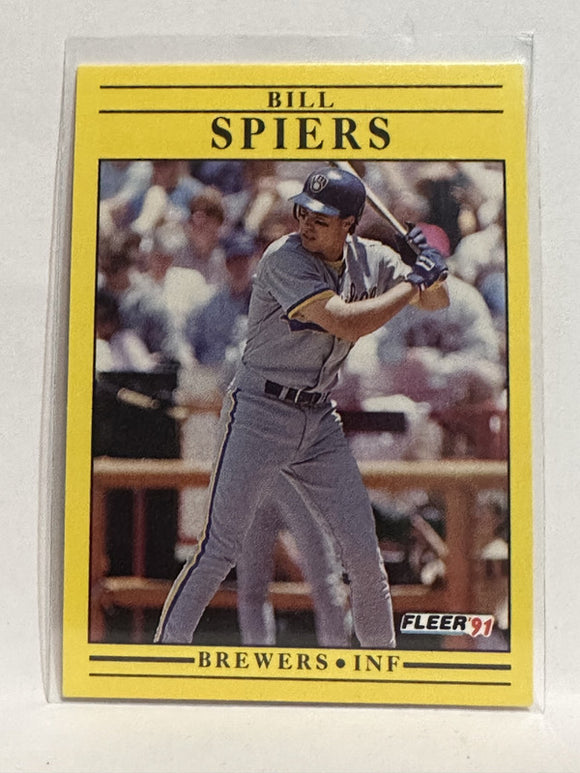 BILL
SPIERS
FLEER '91
BREWERS • INF